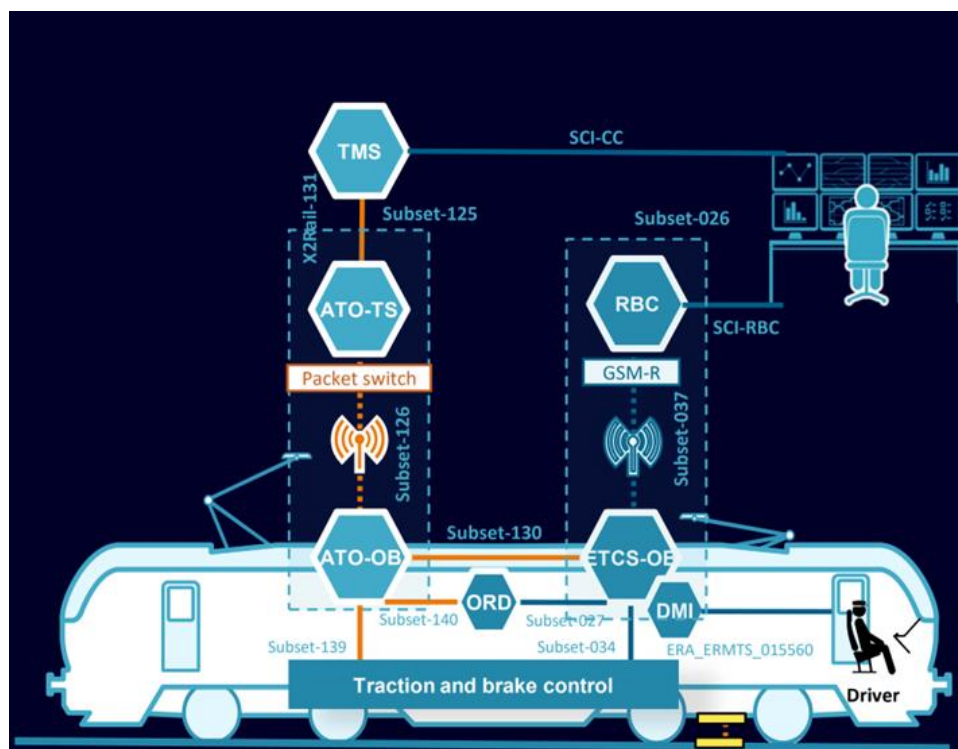 TMS
SCI-CC
X2Rail-131
Subset-125
Subset-026
ATO-TS
RBC
SCI-RBC
Packet switch
GSM-R
Subset-126
Subset-037
ATO-OB
Subset-130
ETCS-OB
ORD
DMI
Subset-140
Subset-027
Subset-139
Subset-034
ERA_ERMTS_015560
Traction and brake control
Driver